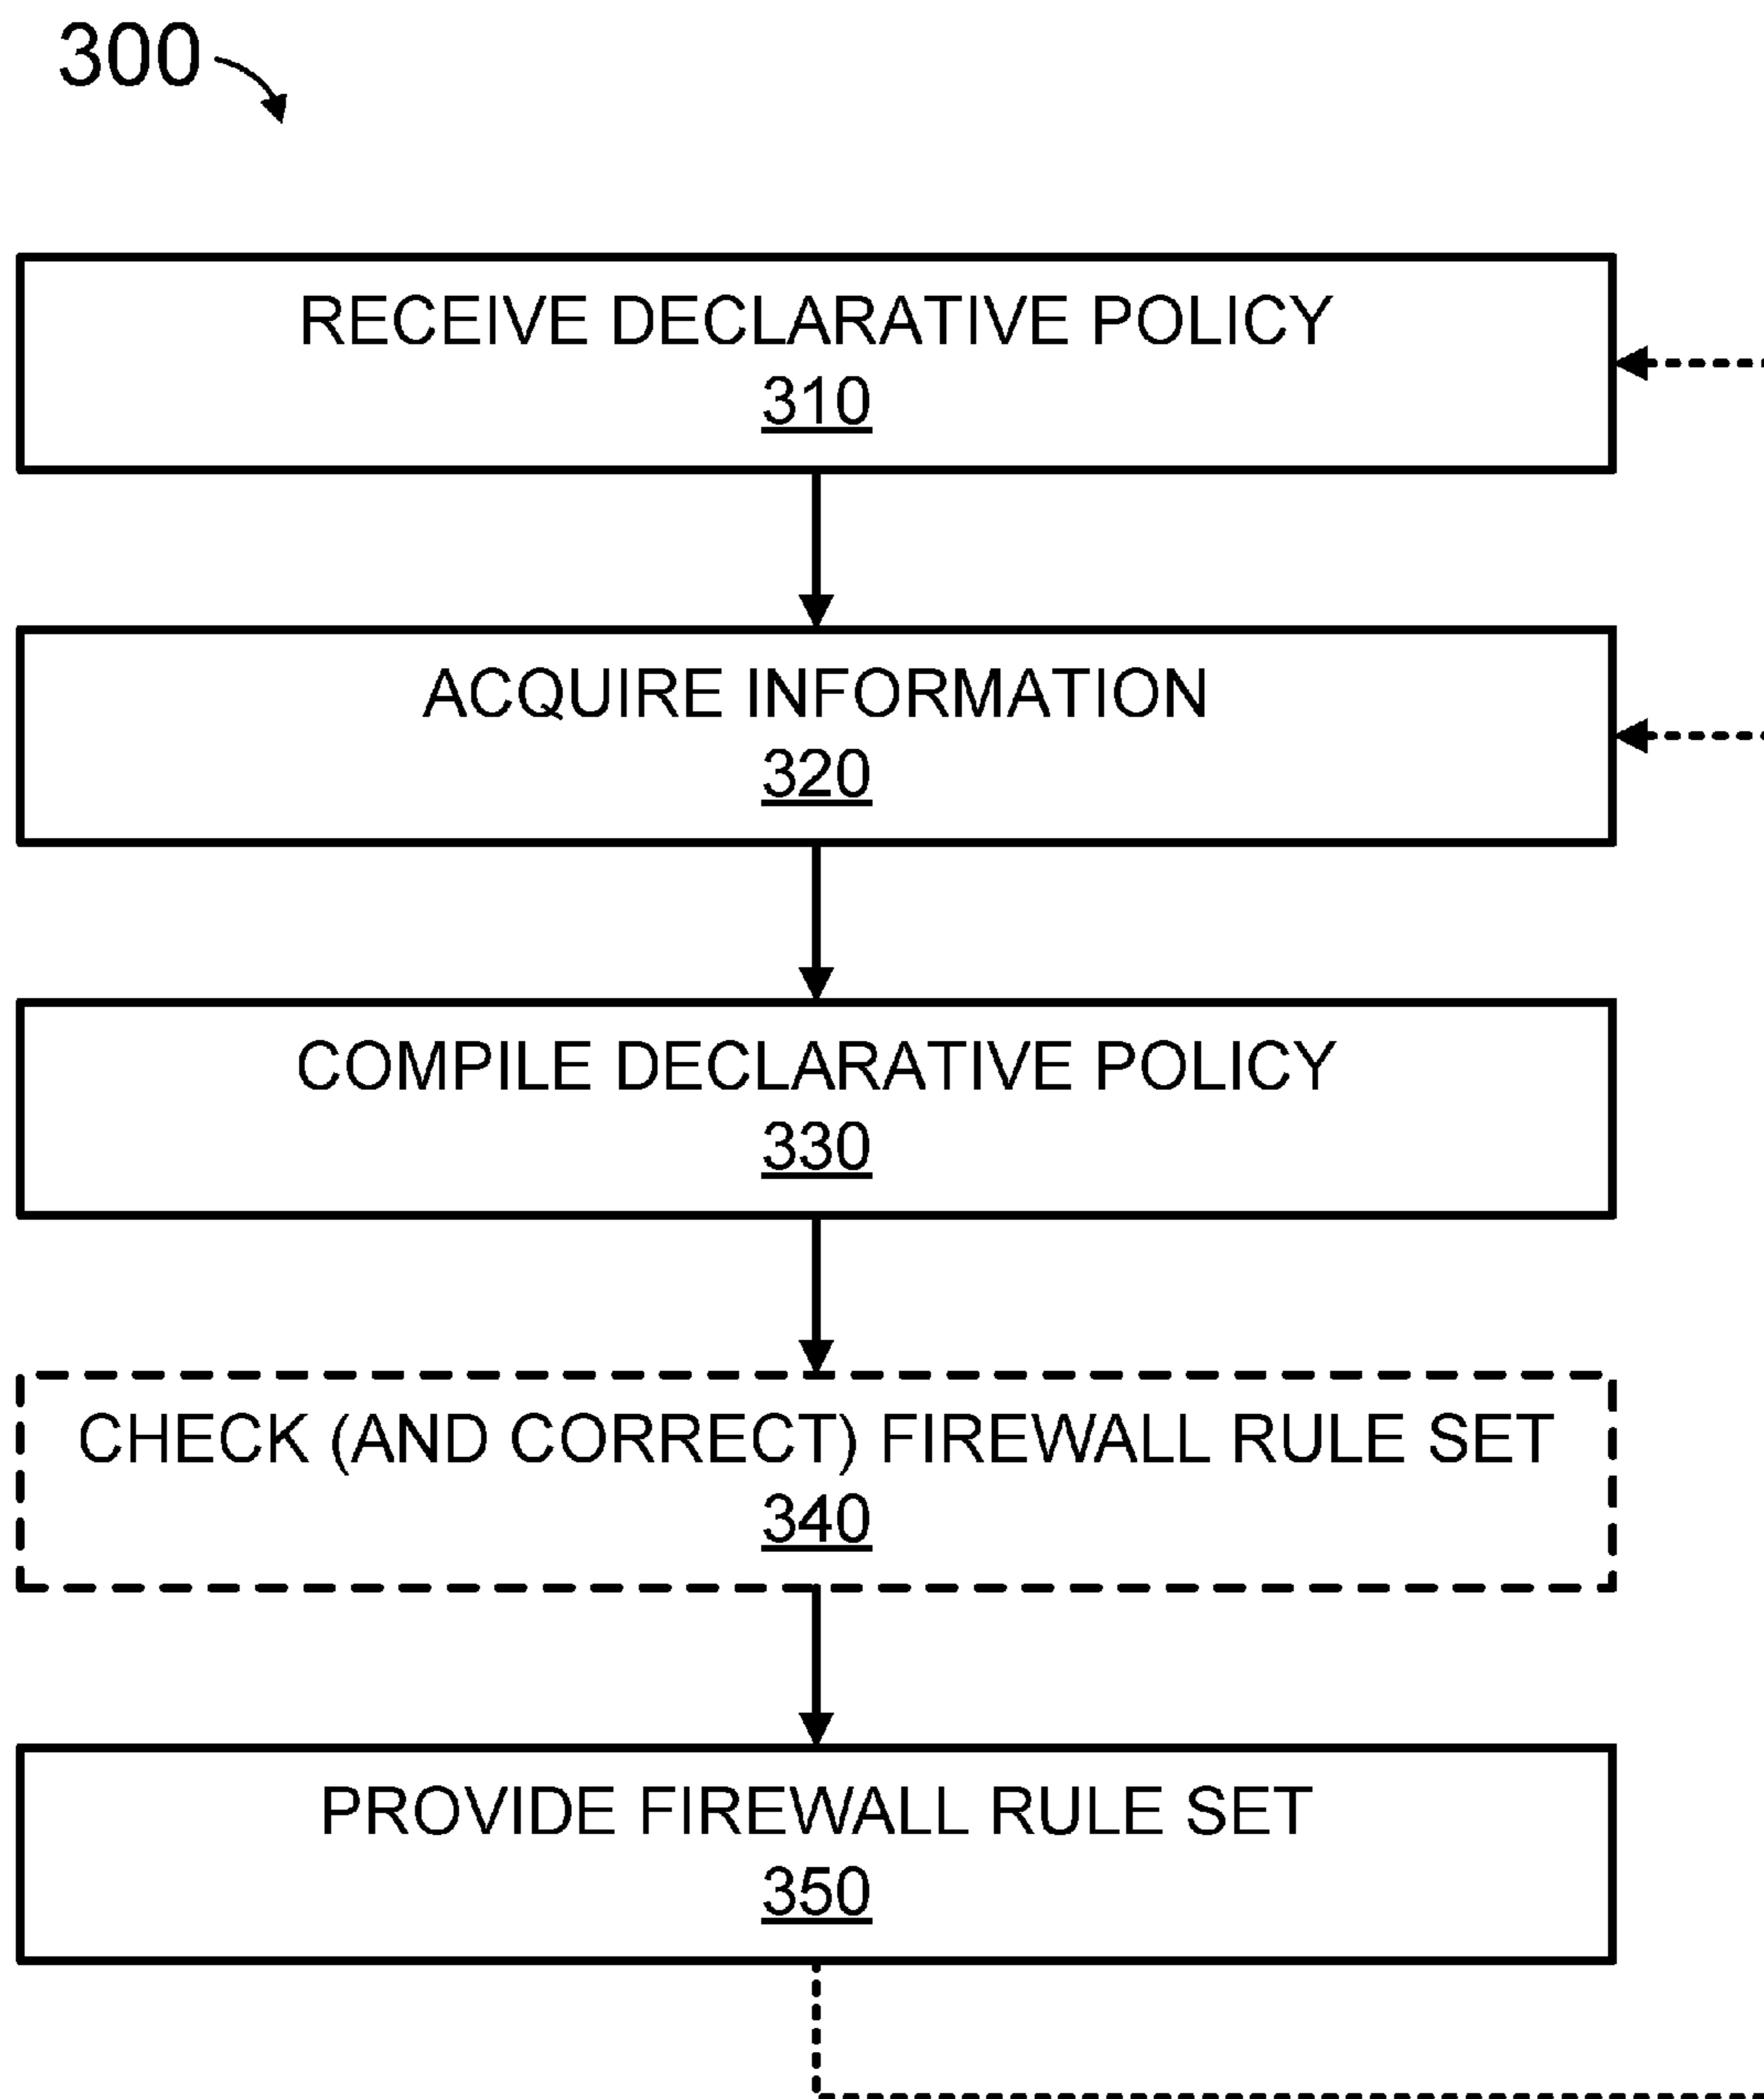 300
RECEIVE DECLARATIVE POLICY
310
ACQUIRE INFORMATION
320
COMPILE DECLARATIVE POLICY
330
CHECK (AND CORRECT) FIREWALL RULE SET
340
PROVIDE FIREWALL RULE SET
350